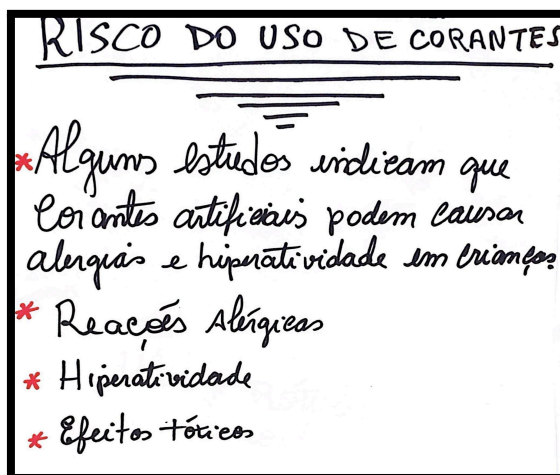 RISCO DO USO DE CORANTES
* Alguns estudos indicam que
corantes artificiais podem causar
alergias e hiperatividade em crianças
* Reações Alérgicas
* Hiperatividade
* Efeitos tóxicos